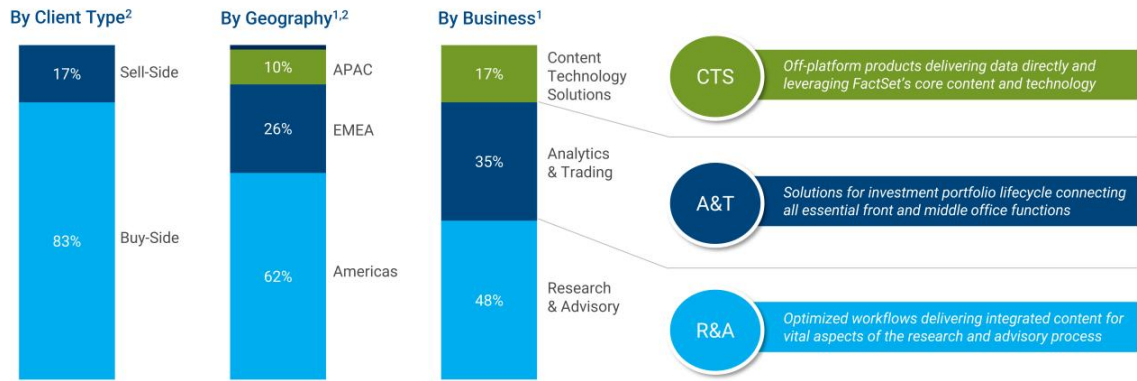 By Client Type2
17%
Sell-Side
83%
Buy-Side
By Geography1,2
10%
APAC
26%
EMEA
62%
Americas
By Business1
17%
Content
Technology
Solutions
35%
Analytics
& Trading
48%
Research
& Advisory
CTS
Off-platform products delivering data directly and
leveraging FactSet's core content and technology
A&T
Solutions for investment portfolio lifecycle connecting
all essential front and middle office functions
R&A
Optimized workflows delivering integrated content for
vital aspects of the research and advisory process